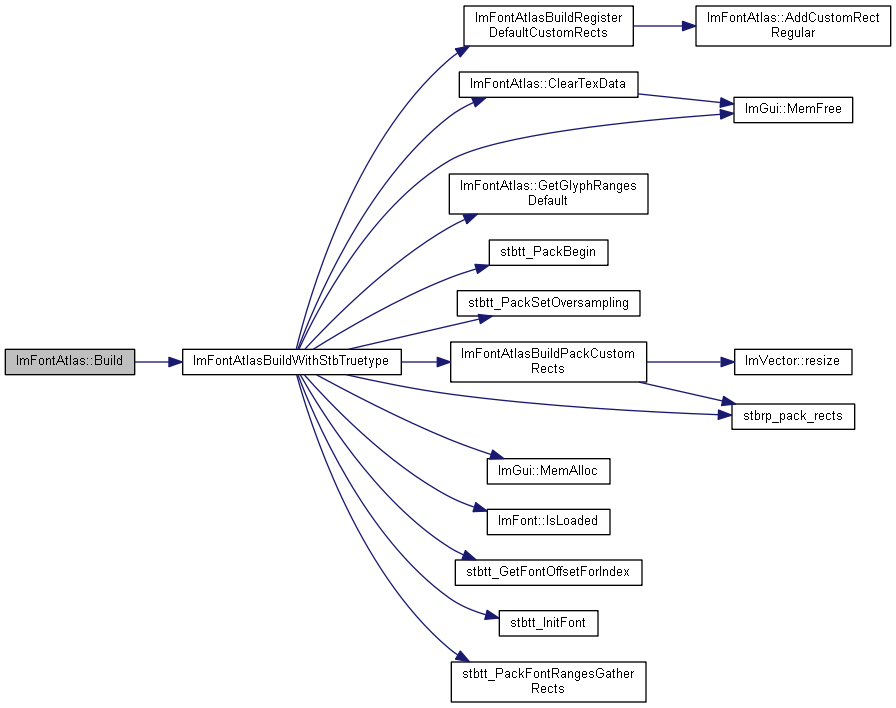 ImFontAtlas::Build
ImFontAtlasBuildWithStbTruetype
ImFontAtlasBuildRegister
DefaultCustomRects
ImFontAtlas::AddCustomRect
Regular
ImFontAtlas::ClearTexData
ImGui::MemFree
ImFontAtlas::GetGlyphRanges
Default
stbtt_PackBegin
stbtt_PackSetOversampling
ImFontAtlasBuildPackCustom
Rects
ImVector::resize
stbrp_pack_rects
ImGui::MemAlloc
ImFont::IsLoaded
stbtt_GetFontOffsetForIndex
stbtt_InitFont
stbtt_PackFontRangesGather
Rects